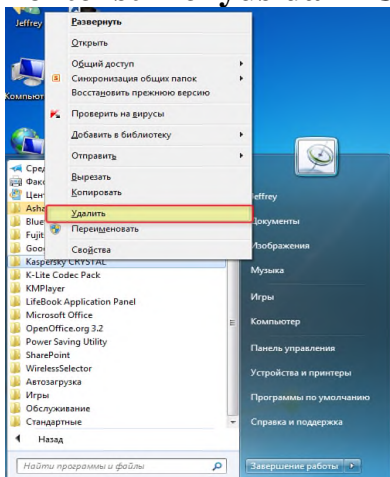 Jeffrey
Развернуть
Открыть
Общий доступ
Синхронизация общих папок
Восстановить прежнюю версию
Проверить на вирусы
Добавить в библиотеку
Отправить
Вырезать
Копировать
Удалить
Переименовать
Свойства
Kaspersky CRYSTAL
K-Lite Codec Pack
KMPlayer
LifeBook Application Panel
Microsoft Office
OpenOffice.org 3.2
Power Saving Utility
SharePoint
WirelessSelector
Автозагрузка
Игры
Обслуживание
Стандартные
Назад
Найти программы и файлы
Jeffrey
Документы
Изображения
Музыка
Игры
Компьютер
Панель управления
Устройства и принтеры
Программы по умолчанию
Справка и поддержка
Завершение работы